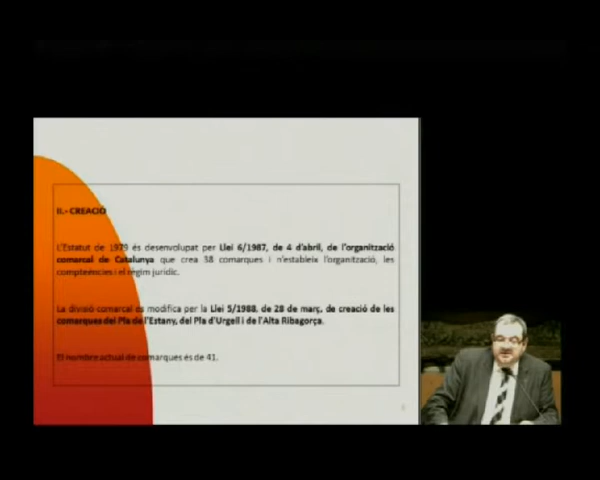 II.- CREACIÓ
L'Estatut de 1979 és desenvolupat per Llei 6/1987, de 4 d'abril, de l'organització
comarcal de Catalunya que crea 38 comarques i n'estableix l'organització, les
competències i el règim jurídic.
La divisió comarcal és modifica per la Llei 5/1988, de 28 de març, de creació de les
comarques del Pla de l'Estany, del Pla d'Urgell i de l'Alta Ribagorça.
El nombre actual de comarques és de 41.